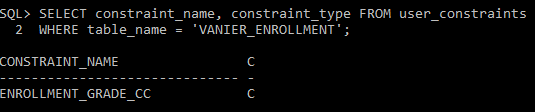 SQL> SELECT constraint_name, constraint_type FROM user_constraints
  2  WHERE table_name = 'VANIER_ENROLLMENT';
CONSTRAINT_NAME                C
------------------------------ -
ENROLLMENT_GRADE_CC            C